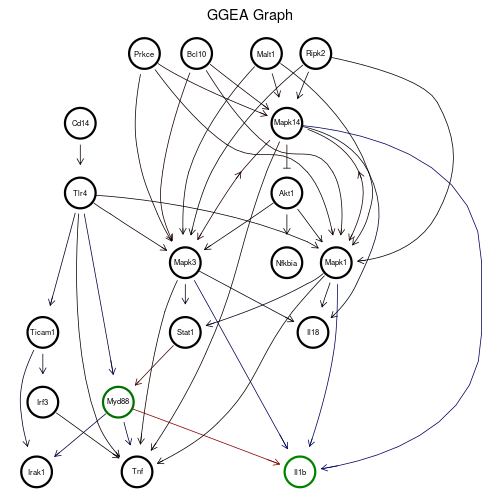 GGEA Graph
Prkce Bcl10 Malt1 Ripk2
Cd14 Mapk14
Tlr4 Akt1
Mapk3 Nfkbia Mapk1
Ticam1 Stat1 Il18
Irf3 Myd88
Irak1 Tnf Il1b